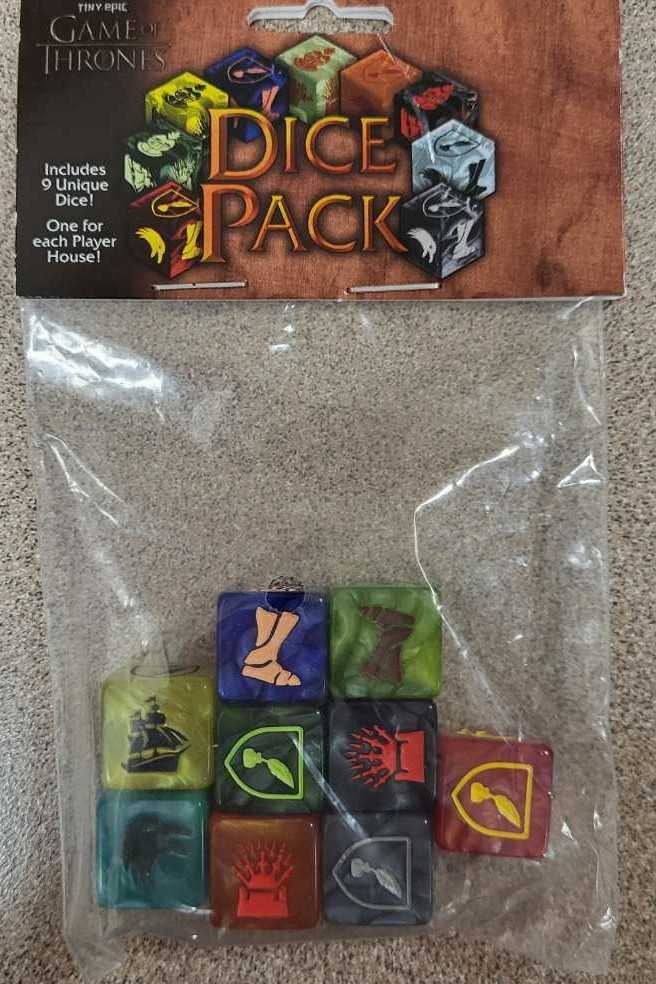 TINY EPIC
GAME OF
THRONES
DICE
PACK
Includes
9 Unique
Dice!
One for
each Player
House!